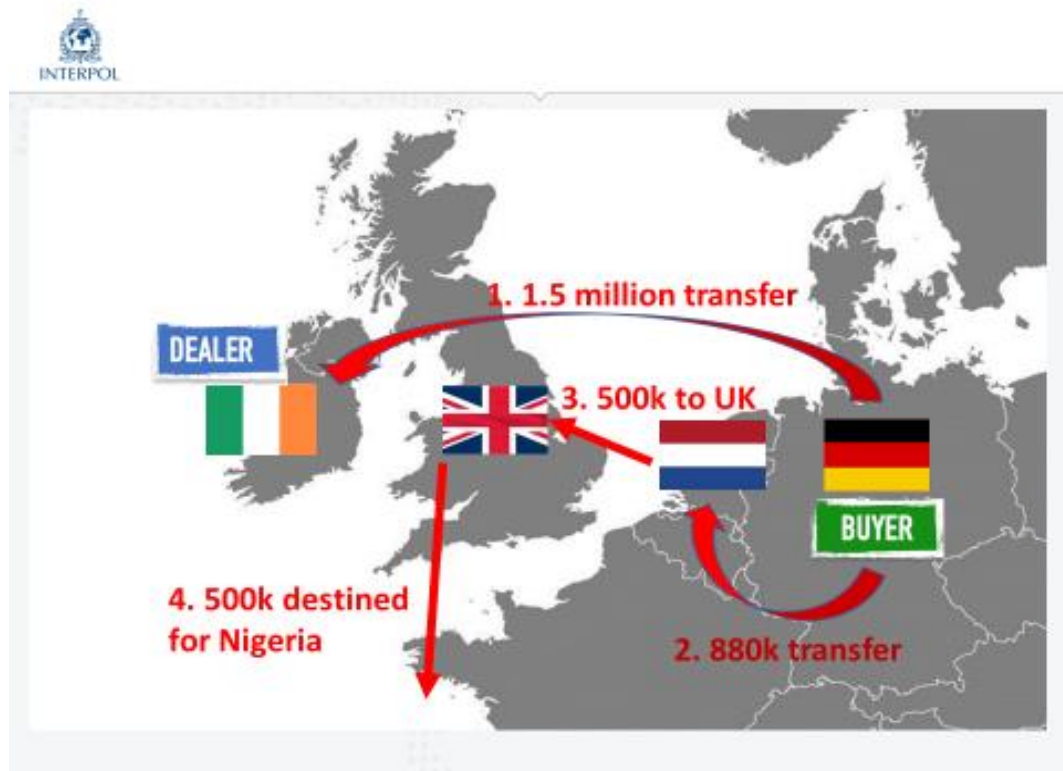 INTERPOL
1. 1.5 million transfer
DEALER
3. 500k to UK
BUYER
4. 500k destined
for Nigeria
2. 880k transfer